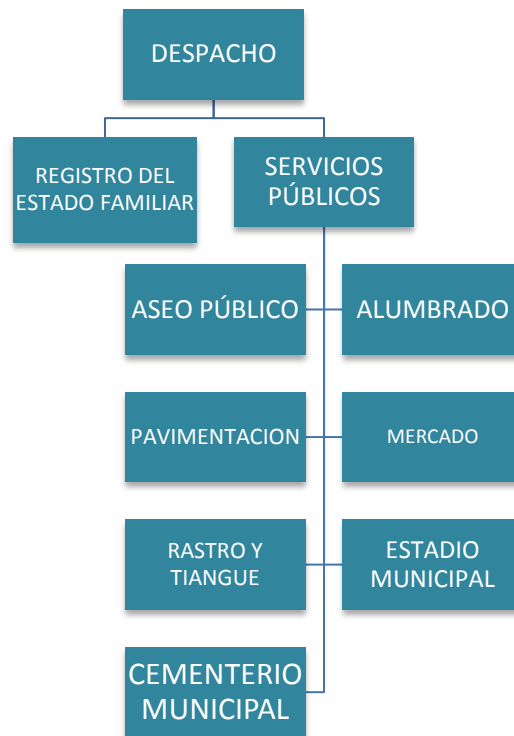 DESPACHO
REGISTRO DEL
ESTADO FAMILIAR
SERVICIOS
PÚBLICOS
ASEO PÚBLICO
ALUMBRADO
PAVIMENTACION
MERCADO
RASTRO Y
TIANGUE
ESTADIO
MUNICIPAL
CEMENTERIO
MUNICIPAL